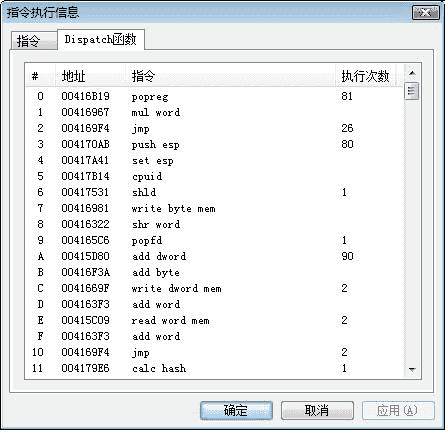 指令执行信息
指令 Dispatch函数
# 地址 指令 执行次数
0 00416B19 popreg 81
1 00416967 mul word
2 004169F4 jmp 26
3 004170AB push esp 80
4 00417A41 set esp
5 00417B14 cpuid
6 00417531 shld 1
7 00416981 write byte mem
8 00416322 shr word
9 004165C6 popfd 1
A 00415D80 add dword 90
B 00416F3A add byte
C 0041669F write dword mem 2
D 004163F3 add word
E 00415C09 read word mem 2
F 004163F3 add word
10 004169F4 jmp 2
11 004179E6 calc hash 1
确定 取消 应用(A)